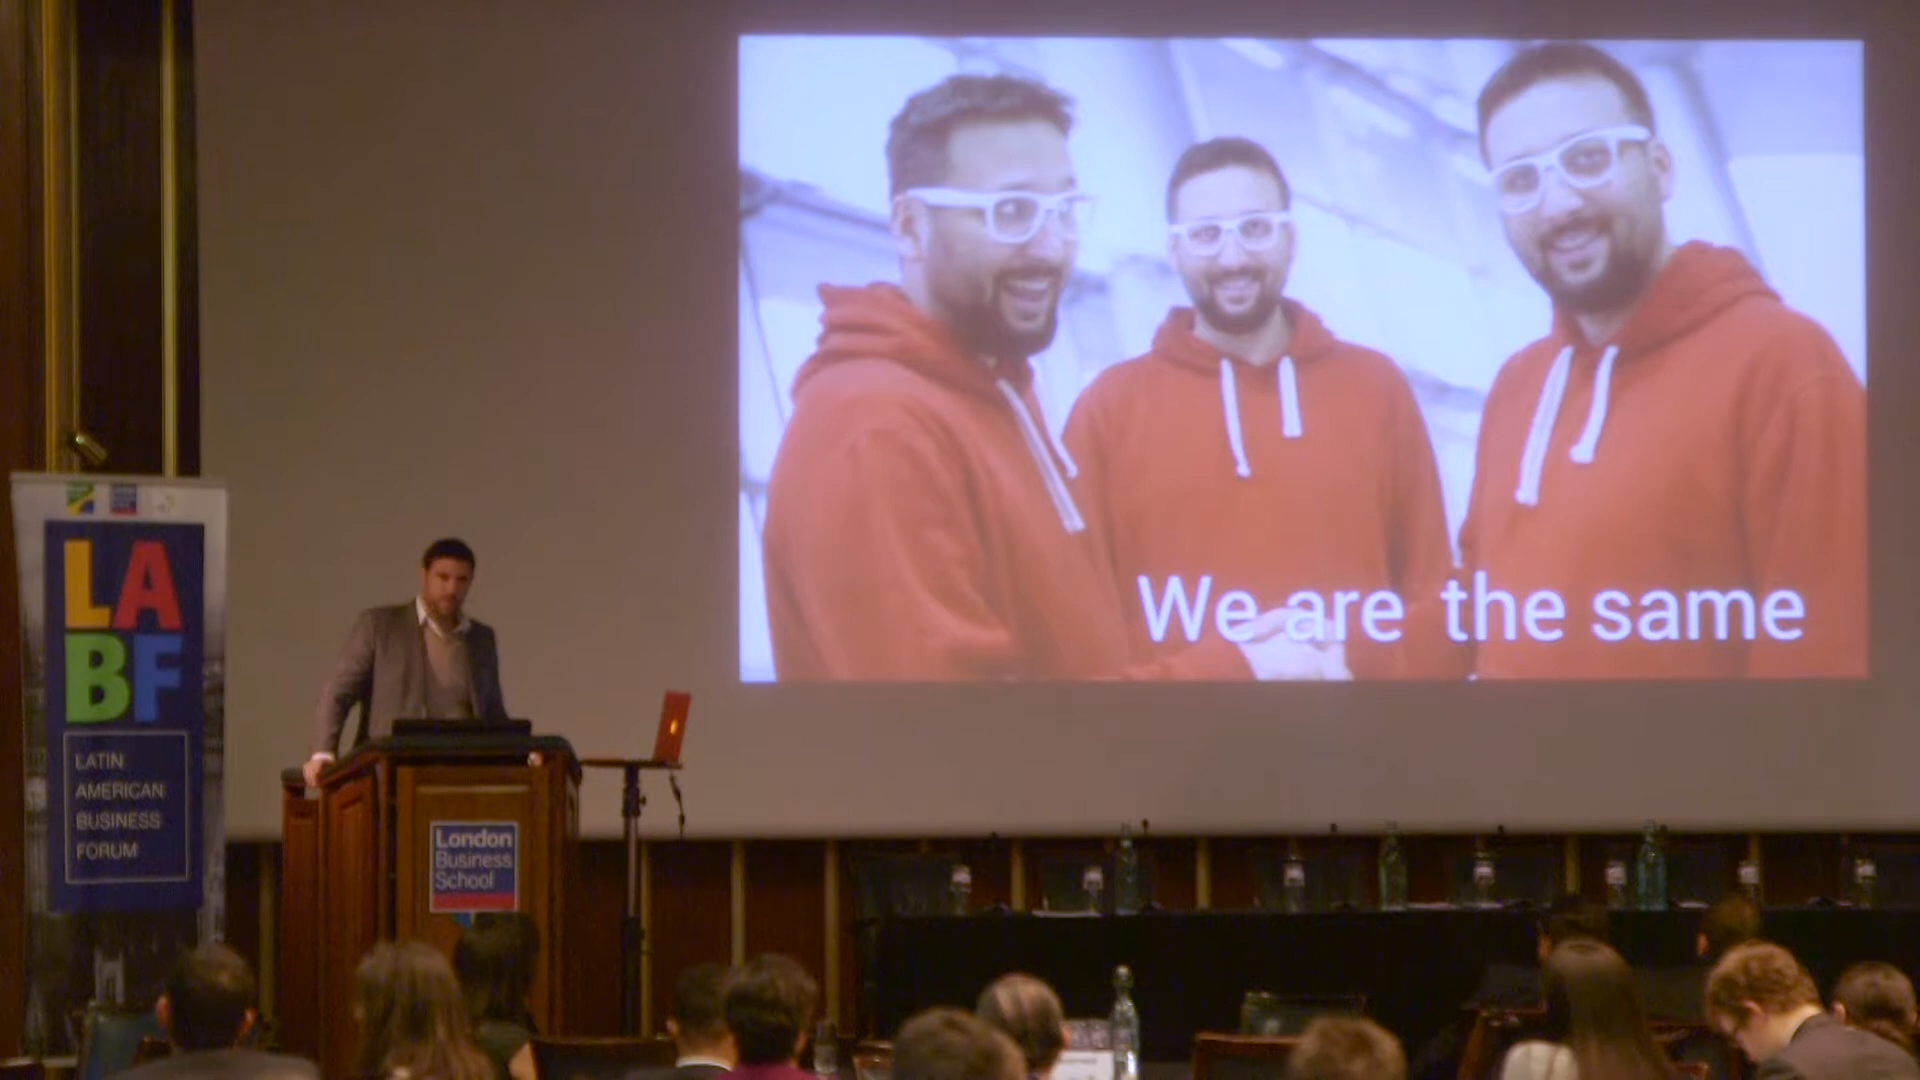 We are the same
LA
BF
LATIN
AMERICAN
BUSINESS
FORUM
London
Business
School